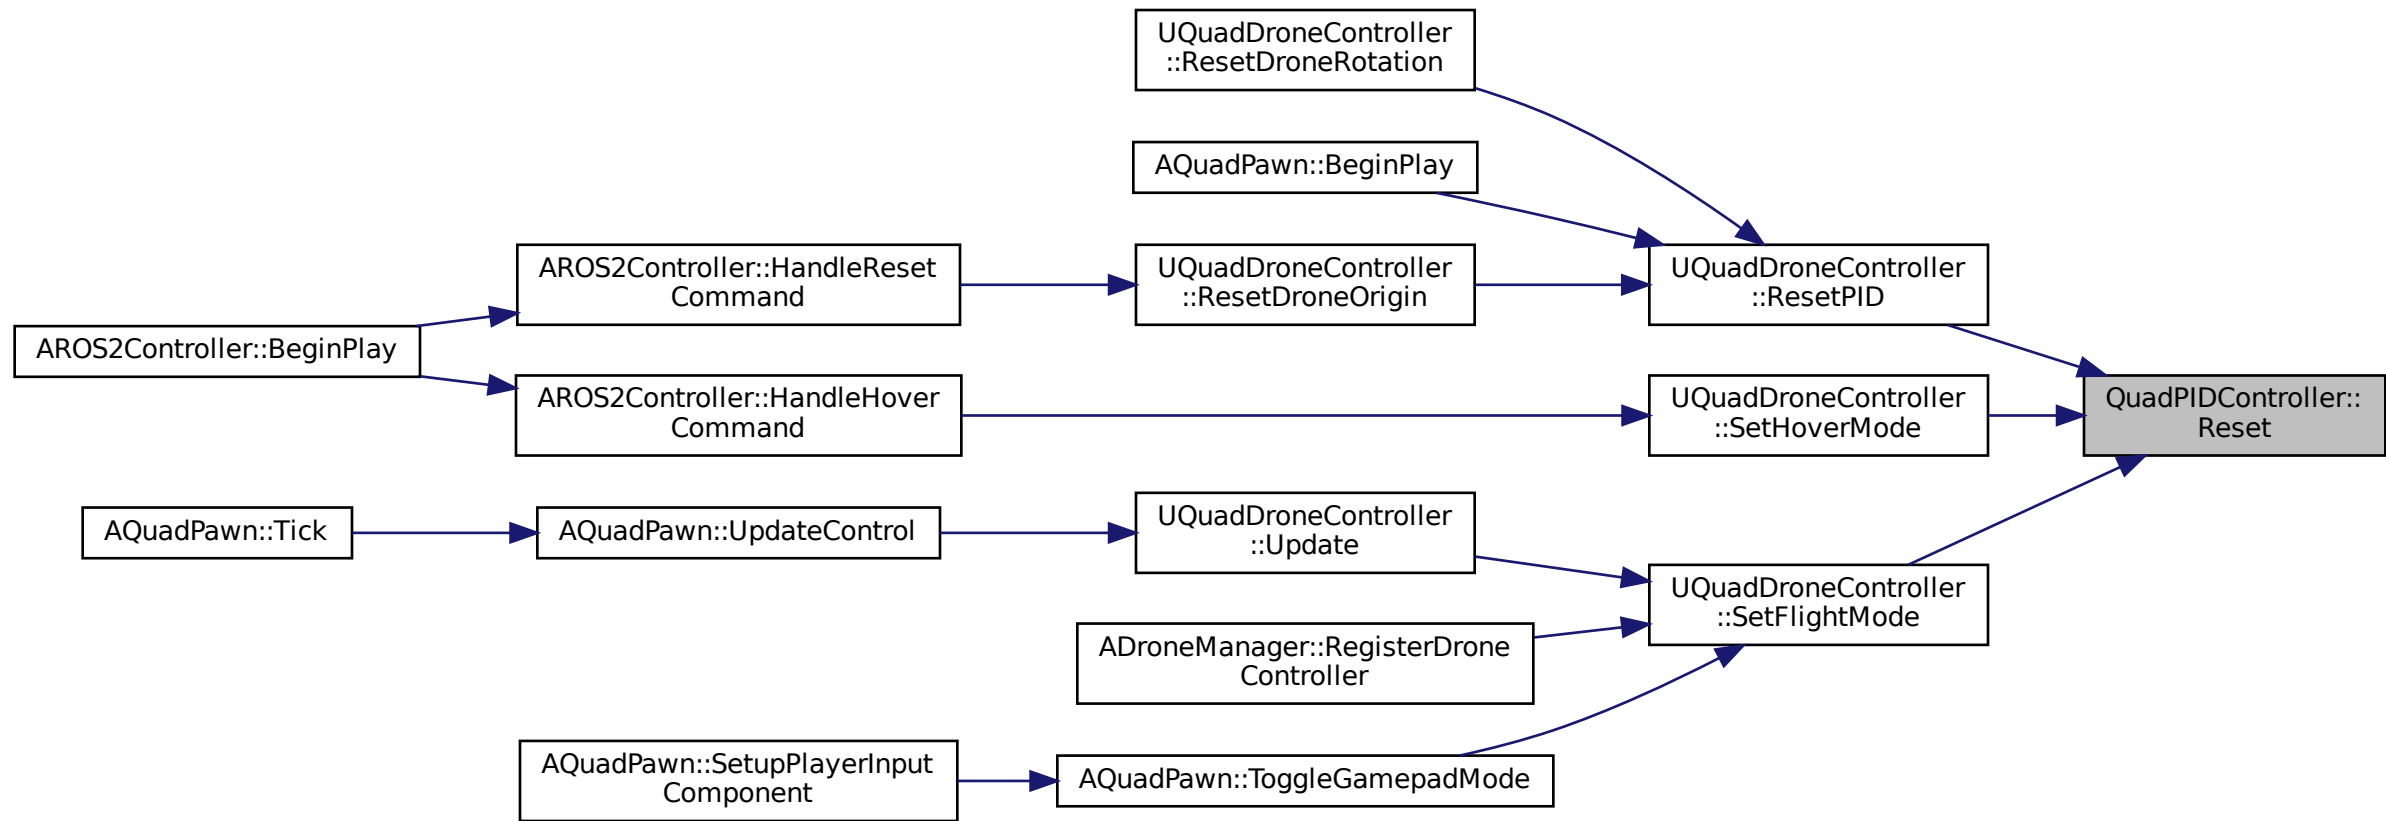 UQuadDroneController
::ResetDroneRotation
AQuadPawn::BeginPlay
AROS2Controller::HandleReset
Command
UQuadDroneController
::ResetDroneOrigin
UQuadDroneController
::ResetPID
AROS2Controller::BeginPlay
AROS2Controller::HandleHover
Command
UQuadDroneController
::SetHoverMode
QuadPIDController::
Reset
AQuadPawn::Tick
AQuadPawn::UpdateControl
UQuadDroneController
::Update
UQuadDroneController
::SetFlightMode
ADroneManager::RegisterDrone
Controller
AQuadPawn::SetupPlayerInput
Component
AQuadPawn::ToggleGamepadMode